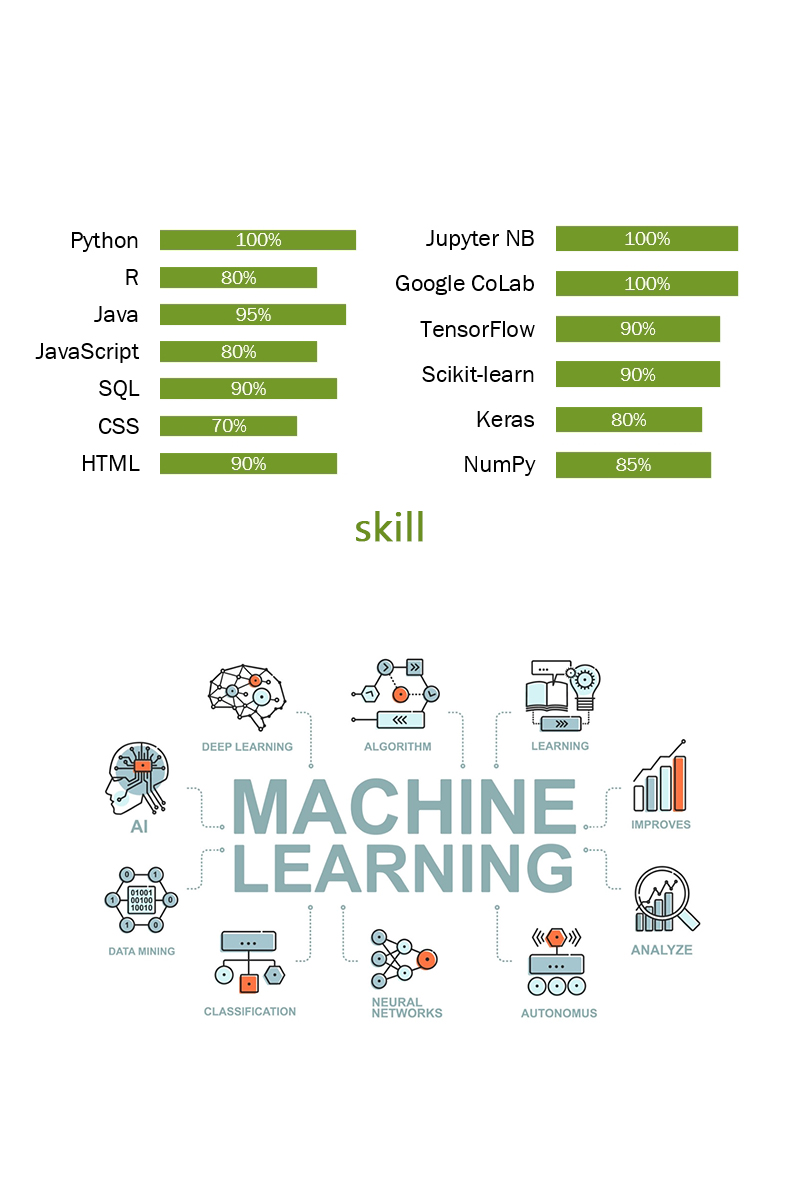 Python 100%
R 80%
Java 95%
JavaScript 80%
SQL 90%
CSS 70%
HTML 90%
Jupyter NB 100%
Google CoLab 100%
TensorFlow 90%
Scikit-learn 90%
Keras 80%
NumPy 85%
skill
DEEP LEARNING
ALGORITHM
LEARNING
AI
MACHINE
LEARNING
IMPROVES
0 1
1 0
1 0
01001
00100
10010
DATA MINING
ANALYZE
CLASSIFICATION
NEURAL
NETWORKS
AUTONOMUS